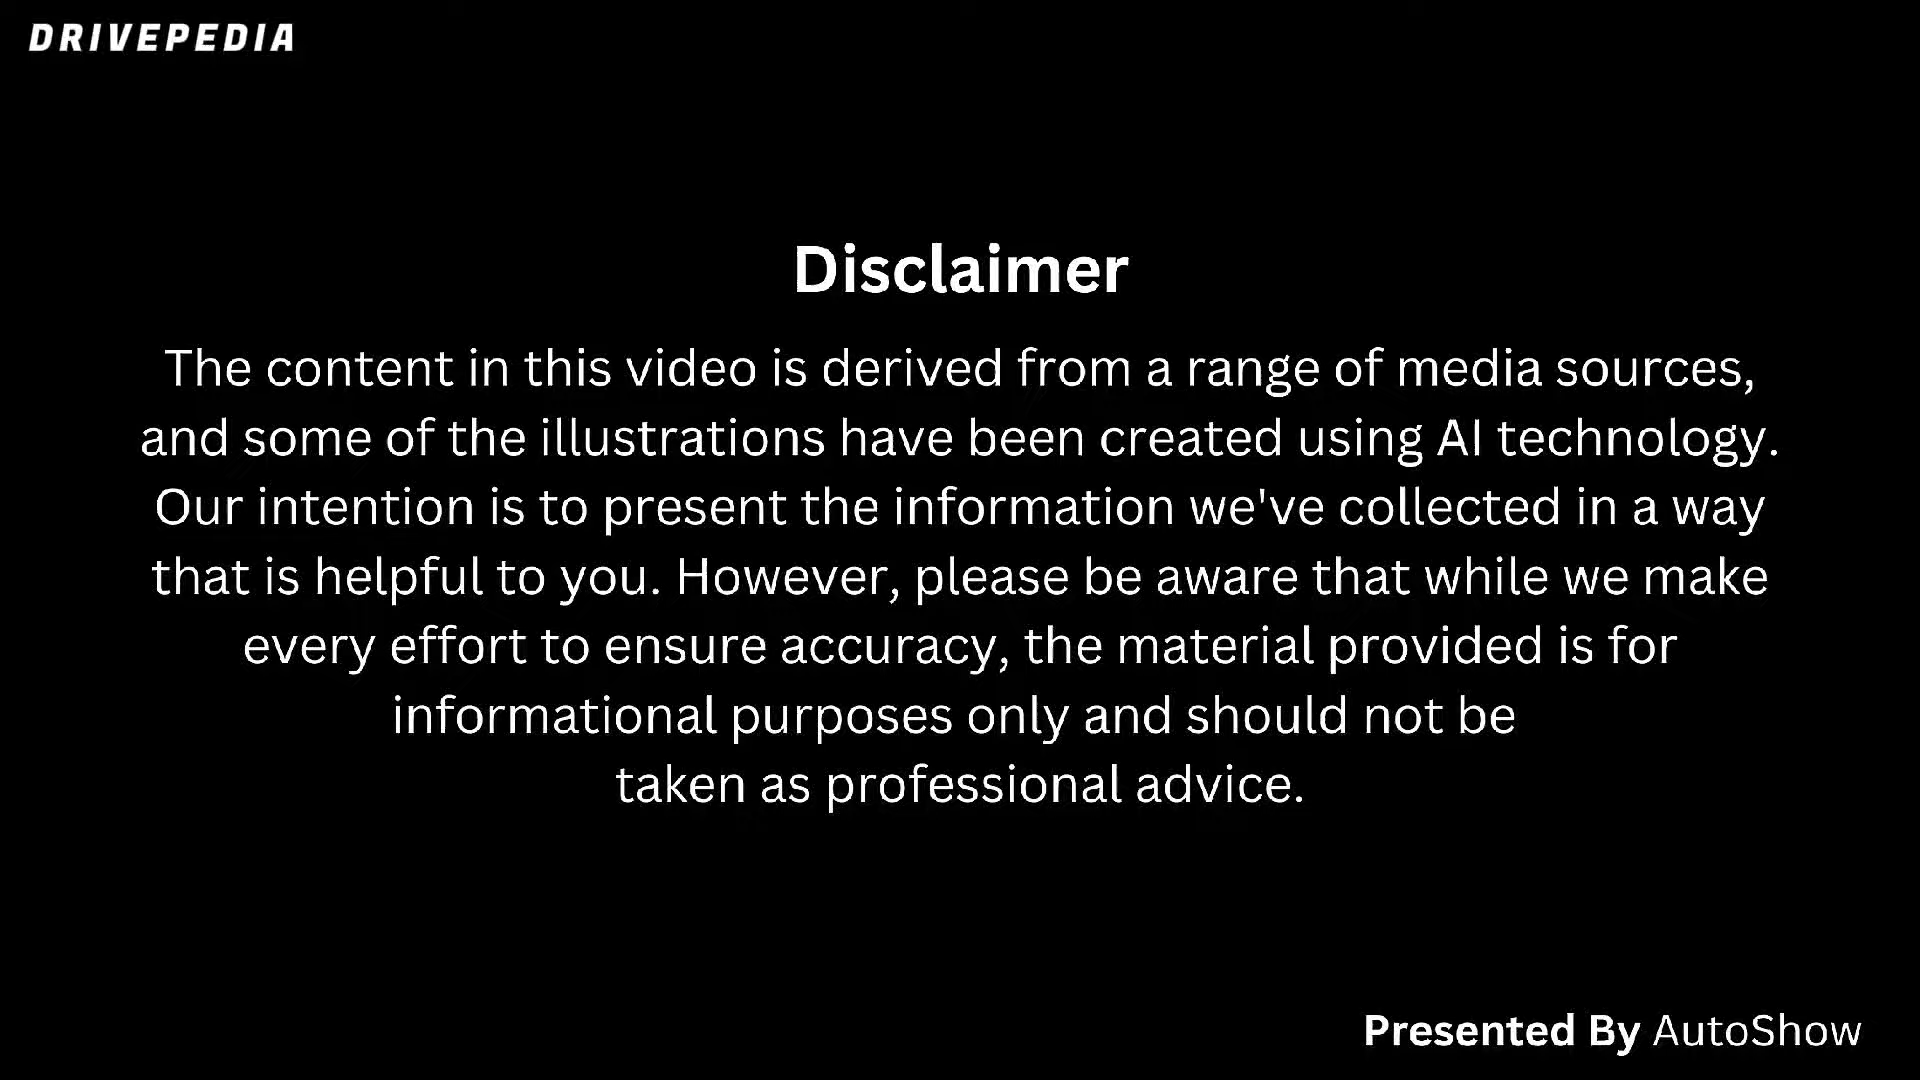 DRIVEPEDIA
Disclaimer
The content in this video is derived from a range of media sources,
and some of the illustrations have been created using AI technology.
Our intention is to present the information we've collected in a way
that is helpful to you. However, please be aware that while we make
every effort to ensure accuracy, the material provided is for
informational purposes only and should not be
taken as professional advice.
Presented By AutoShow